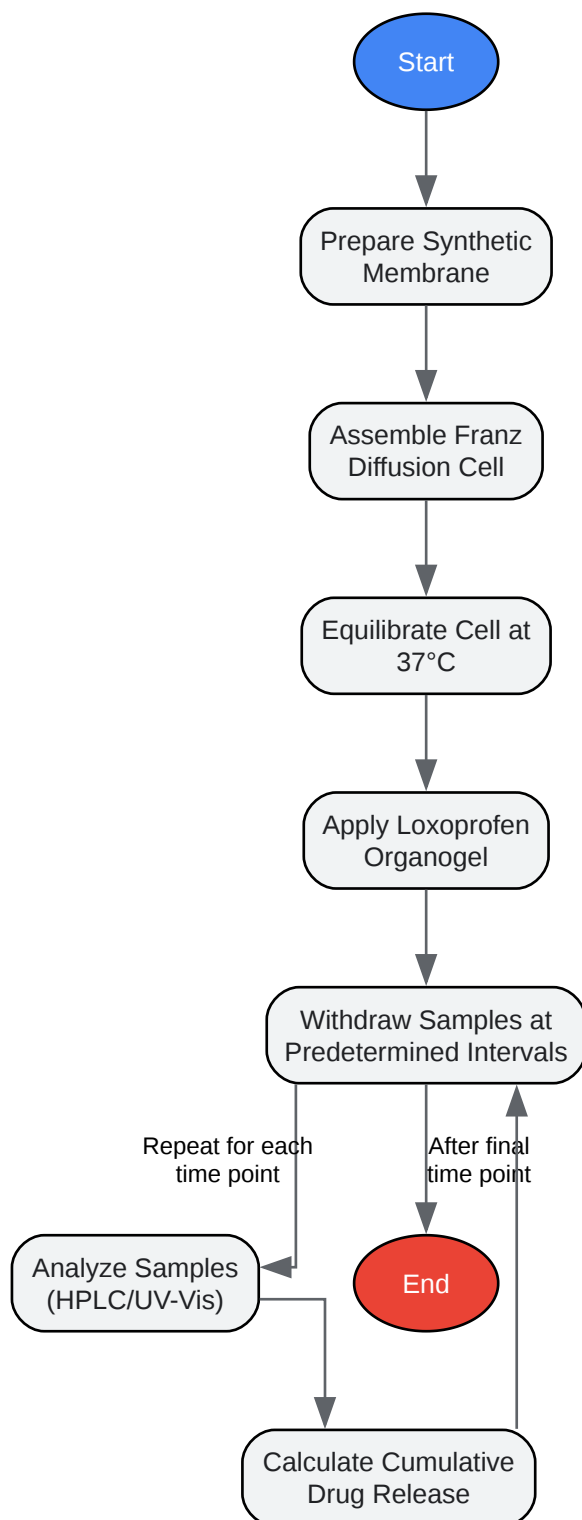 Start
Prepare Synthetic
Membrane
Assemble Franz
Diffusion Cell
Equilibrate Cell at
37°C
Apply Loxoprofen
Organogel
Withdraw Samples at
Predetermined Intervals
Repeat for each
time point
After final
time point
Analyze Samples
(HPLC/UV-Vis)
End
Calculate Cumulative
Drug Release